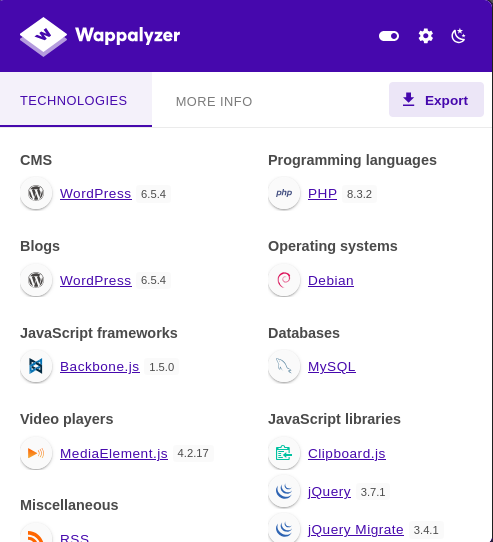 Wappalyzer
TECHNOLOGIES
MORE INFO
Export
CMS
WordPress 6.5.4
Blogs
WordPress 6.5.4
JavaScript frameworks
Backbone.js 1.5.0
Video players
MediaElement.js 4.2.17
Miscellaneous
RSS
Programming languages
php PHP 8.3.2
Operating systems
Debian
Databases
MySQL
JavaScript libraries
Clipboard.js
jQuery 3.7.1
jQuery Migrate 3.4.1